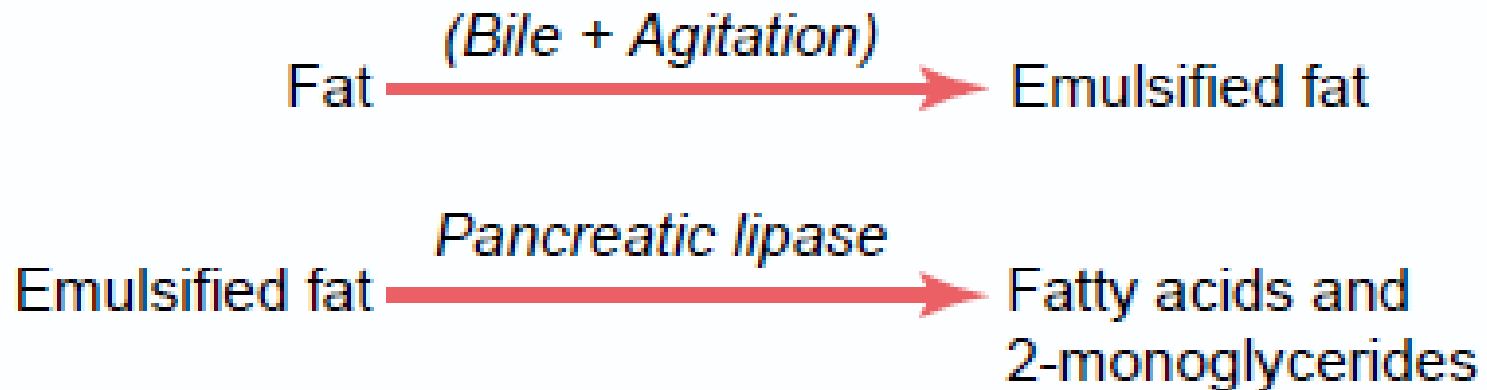 (Bile + Agitation)
Fat Emulsified fat
Pancreatic lipase
Emulsified fat Fatty acids and
2-monoglycerides